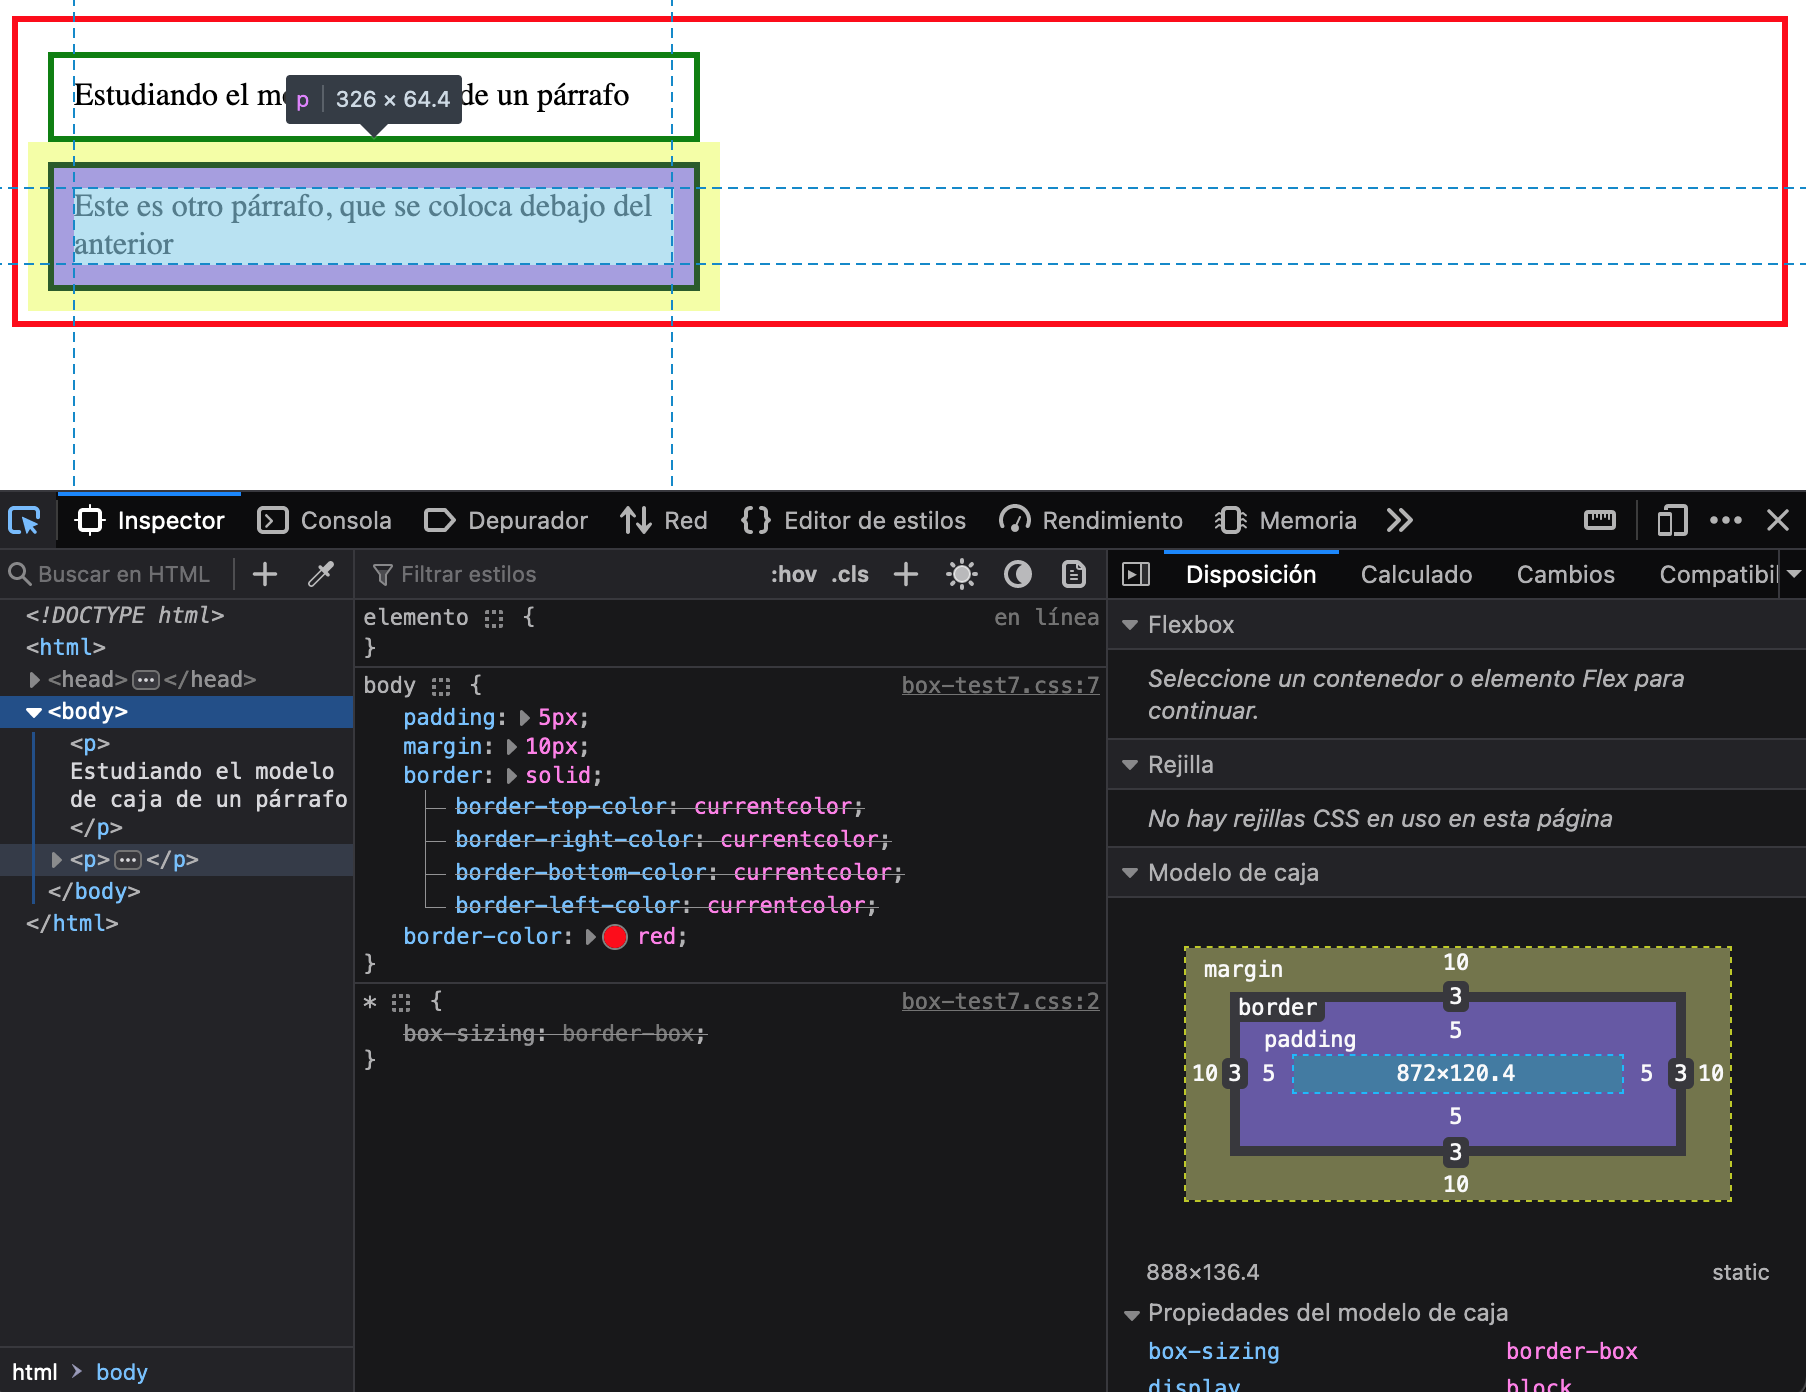 Estudiando el m de un párrafo
p 326 × 64.4
Este es otro párrafo, que se coloca debajo del
anterior
Inspector Consola Depurador Red Editor de estilos Rendimiento Memoria
Buscar en HTML
<!DOCTYPE html>
<html>
<head> ••• </head>
<body>
<p>
Estudiando el modelo
de caja de un párrafo
</p>
<p> ••• </p>
</body>
</html>
html > body
Filtrar estilos :hov .cls
elemento { en línea
}
body { box-test7.css:7
padding: 5px;
margin: 10px;
border: solid;
border-top-color: currentcolor;
border-right-color: currentcolor;
border-bottom-color: currentcolor;
border-left-color: currentcolor;
border-color: red;
}
* { box-test7.css:2
box-sizing: border-box;
}
Disposición Cambios Calculado Compatibil
Flexbox
Seleccione un contenedor o elemento Flex para
continuar.
Rejilla
No hay rejillas CSS en uso en esta página
Modelo de caja
margin 10
border 3
padding 5
10 3 5 872×120.4 5 3 10
5
3
10
888×136.4 static
Propiedades del modelo de caja
box-sizing border-box
display block